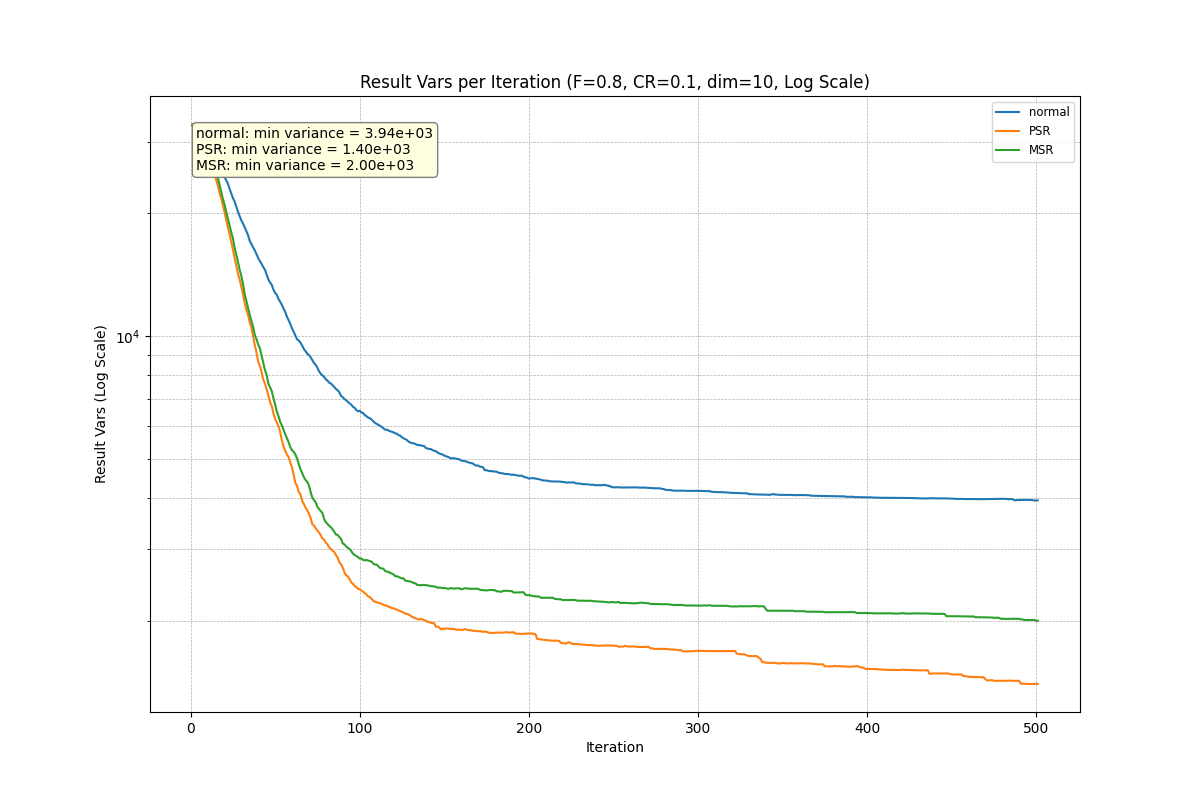 Result Vars per Iteration (F=0.8, CR=0.1, dim=10, Log Scale)
normal: min variance = 3.94e+03
PSR: min variance = 1.40e+03
MSR: min variance = 2.00e+03
normal
PSR
MSR
Result Vars (Log Scale)
10⁴
0 100 200 300 400 500
Iteration